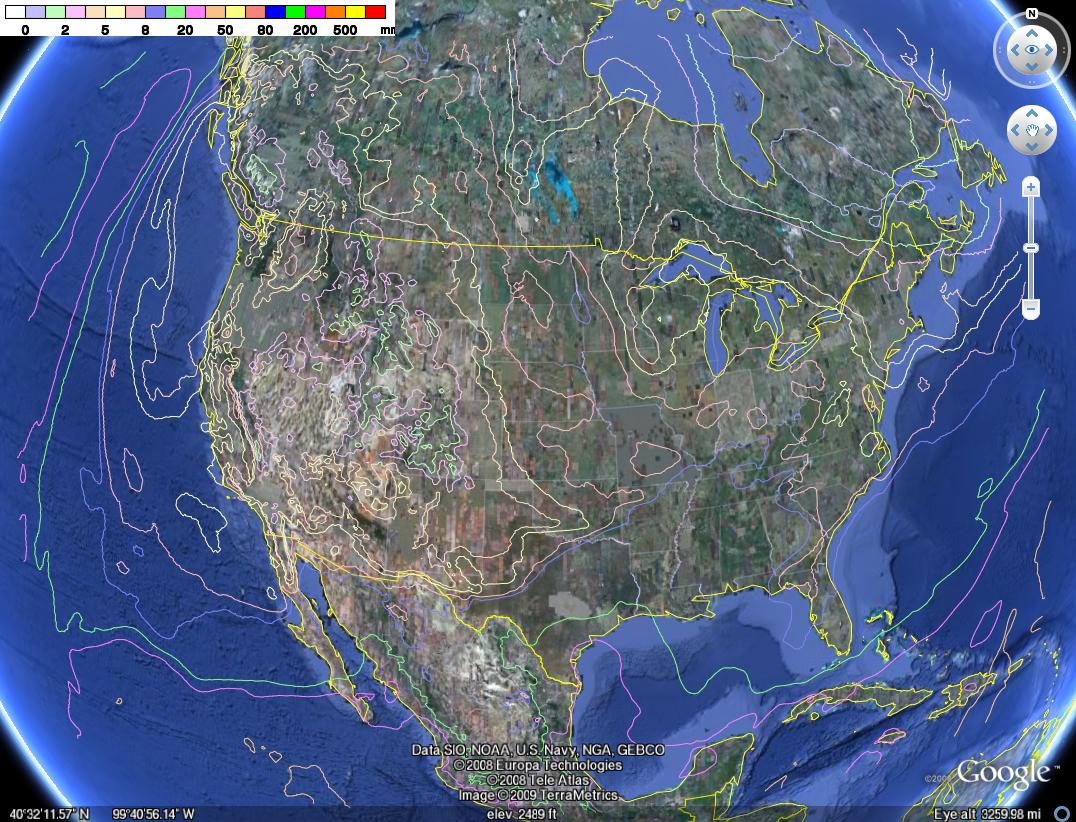 0 2 5 8 20 50 80 200 500 mm
N
Data SIO, NOAA, U.S. Navy, NGA, GEBCO
©2008 Europa Technologies
©2008 Tele Atlas
Image ©2009 TerraMetrics
Google™
40°32'11.57" N 99°40'56.14" W elev 2489 ft Eye alt 3259.98 mi